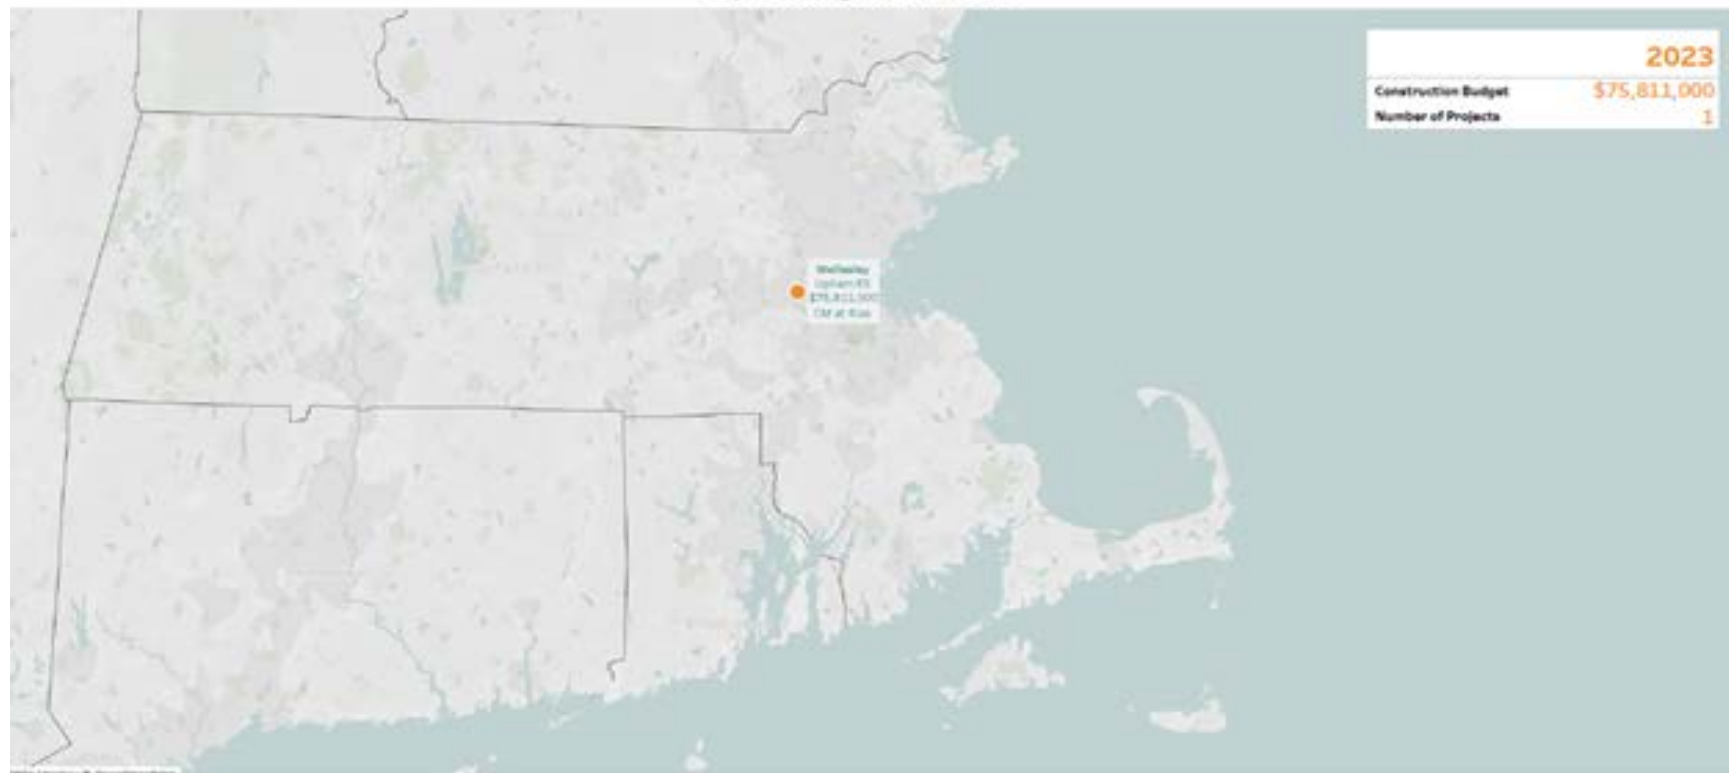 2023
Construction Budget $75,811,000
Number of Projects 1
Wellesley
Upham ES
$75,811,000
CM at Risk